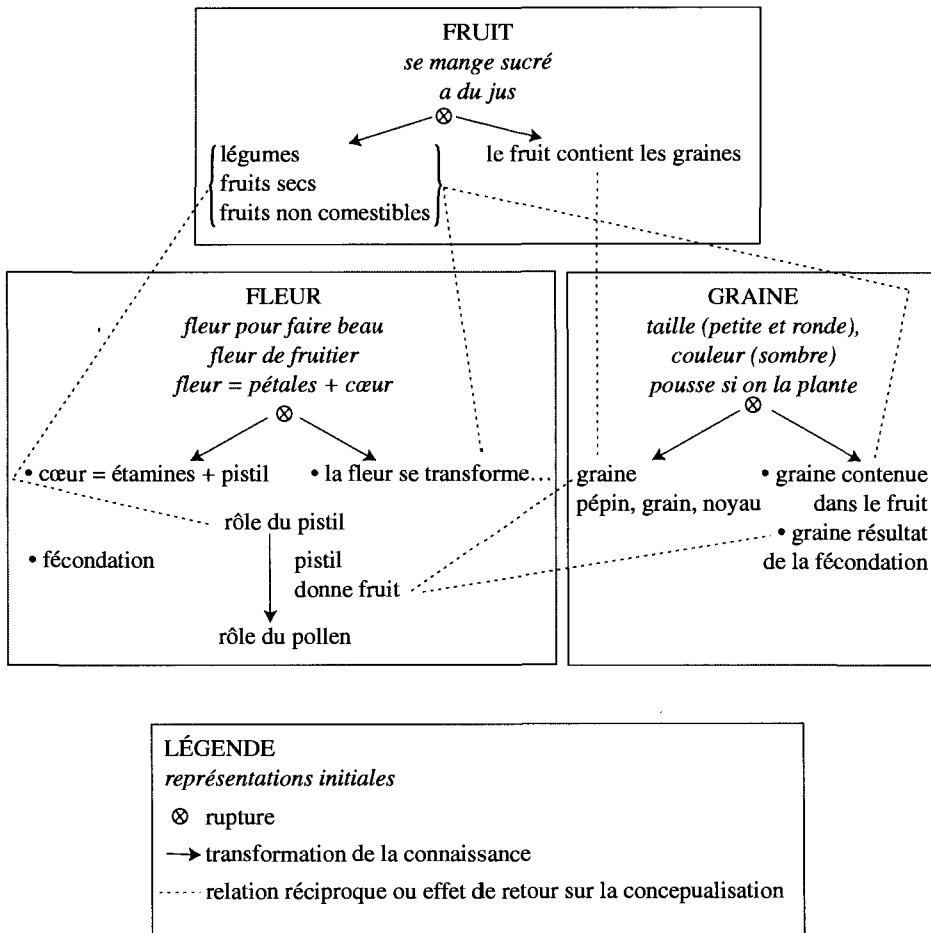 FRUIT
se mange sucré
a du jus
légumes
fruits secs
fruits non comestibles
le fruit contient les graines
FLEUR
fleur pour faire beau
fleur de fruitier
fleur = pétales + cœur
• cœur = étamines + pistil
• la fleur se transforme...
rôle du pistil
• fécondation
pistil
donne fruit
rôle du pollen
GRAINE
taille (petite et ronde),
couleur (sombre)
pousse si on la plante
graine
pépin, grain, noyau
• graine contenue
dans le fruit
• graine résultat
de la fécondation
LÉGENDE
représentations initiales
rupture
transformation de la connaissance
relation réciproque ou effet de retour sur la concepualisation